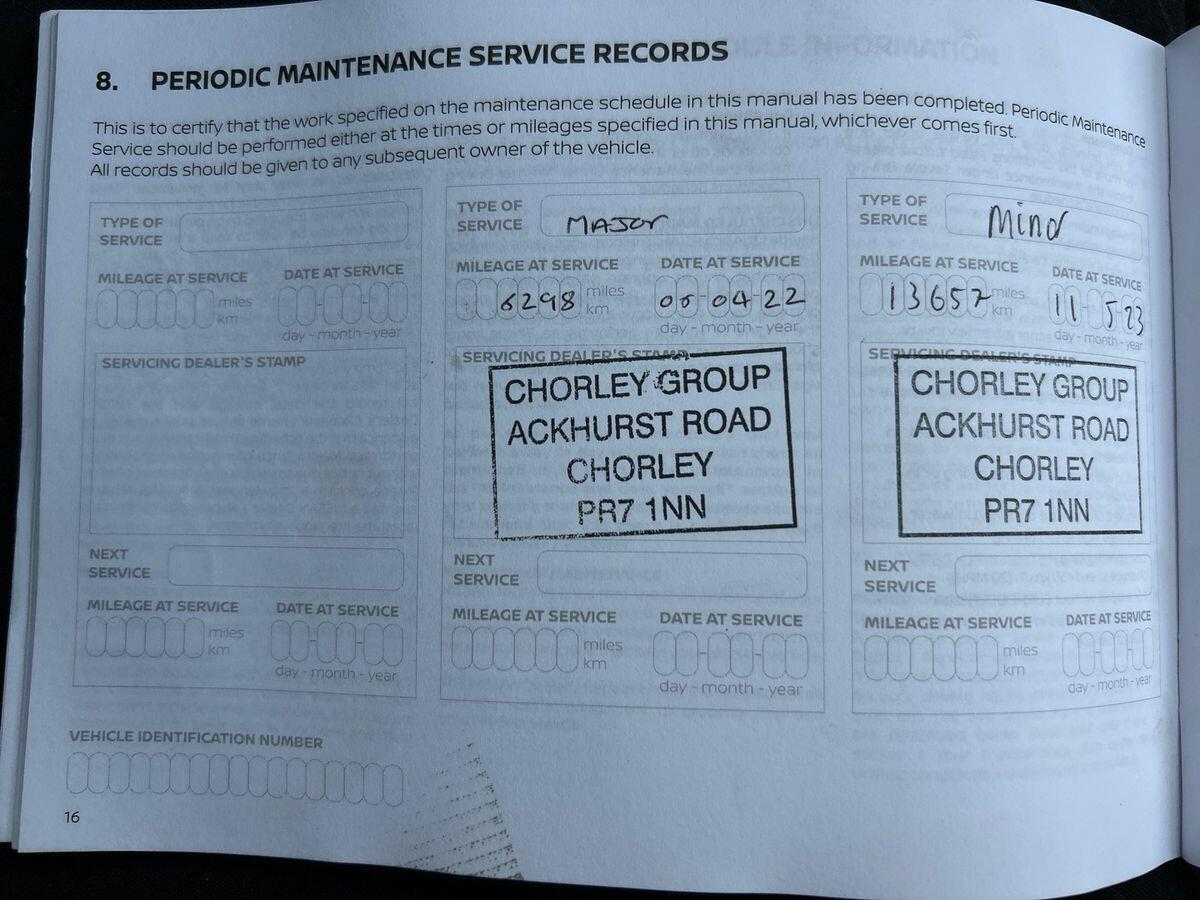 8. PERIODIC MAINTENANCE SERVICE RECORDS
This is to certify that the work specified on the maintenance schedule in this manual has been completed. Periodic Maintenance
Service should be performed either at the times or mileages specified in this manual, whichever comes first.
All records should be given to any subsequent owner of the vehicle.
TYPE OF
SERVICE
MILEAGE AT SERVICE DATE AT SERVICE
miles
km
day - month - year
SERVICING DEALER'S STAMP
NEXT
SERVICE
MILEAGE AT SERVICE DATE AT SERVICE
miles
km
day - month - year
VEHICLE IDENTIFICATION NUMBER
16
TYPE OF
SERVICE MAJOR
MILEAGE AT SERVICE DATE AT SERVICE
6298 miles
km
05-04-22
day - month - year
SERVICING DEALER'S STAMP
CHORLEY GROUP
ACKHURST ROAD
CHORLEY
PR7 1NN
NEXT
SERVICE
MILEAGE AT SERVICE DATE AT SERVICE
miles
km
day - month - year
TYPE OF
SERVICE Minor
MILEAGE AT SERVICE DATE AT SERVICE
13657 miles
km
11 5-23
day - month - year
SERVICING DEALER'S STAMP
CHORLEY GROUP
ACKHURST ROAD
CHORLEY
PR7 1NN
NEXT
SERVICE
MILEAGE AT SERVICE DATE AT SERVICE
miles
km
day - month - year